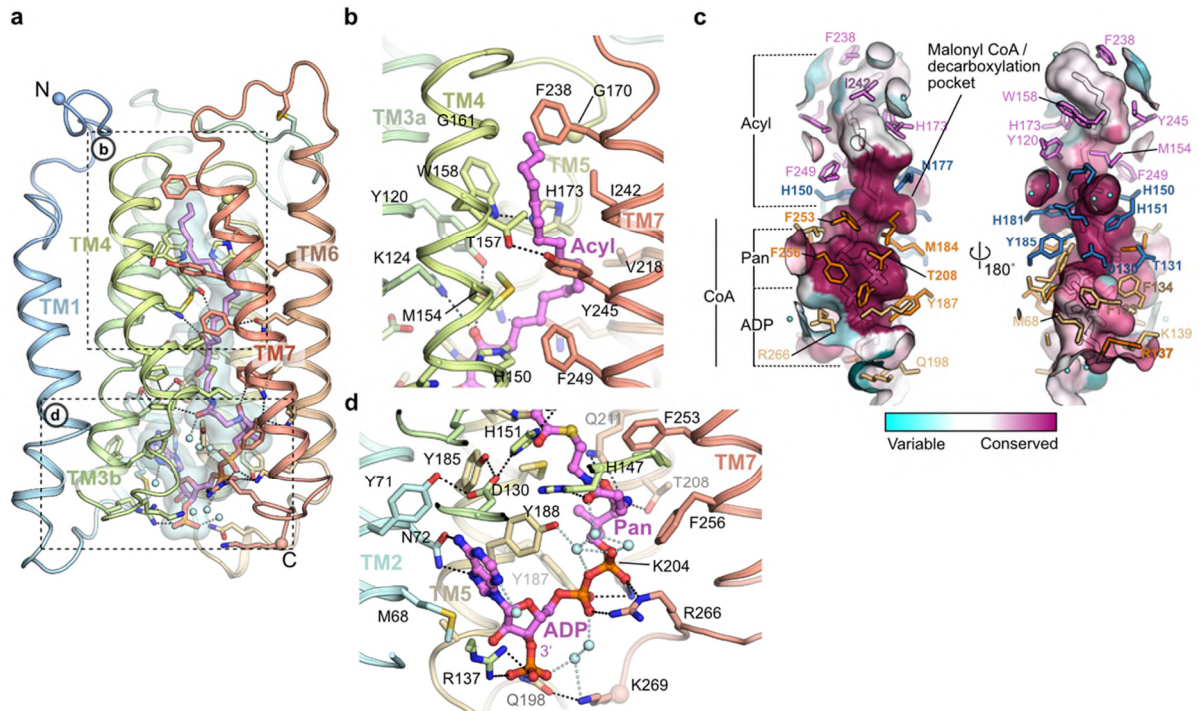 a
N
b
TM4
TM1
TM6
TM7
d
TM3b
C
b
TM4
G161
TM3a
F238
G170
W158
TM5
H173
Y120
I242
TM7
T157
Acyl
K124
V218
M154
Y245
H150
F249
c
F238
Malonyl CoA /
decarboxylation
pocket
F238
I242
W158
Acyl
H173
H173
Y245
Y120
M154
F249
N177
F249
H150
H150
H181
H151
F253
Y185
Pan
M184
F256
T208
180°
D130
T131
CoA
F134
Y187
M68
ADP
K139
R266
Q198
R137
Variable
Conserved
d
H151
Q211
F253
Y185
H147
TM7
Y71
D130
T208
Y188
Pan
F256
N72
TM2
K204
TM5
Y187
M68
ADP
R266
3'
R137
Q198
K269